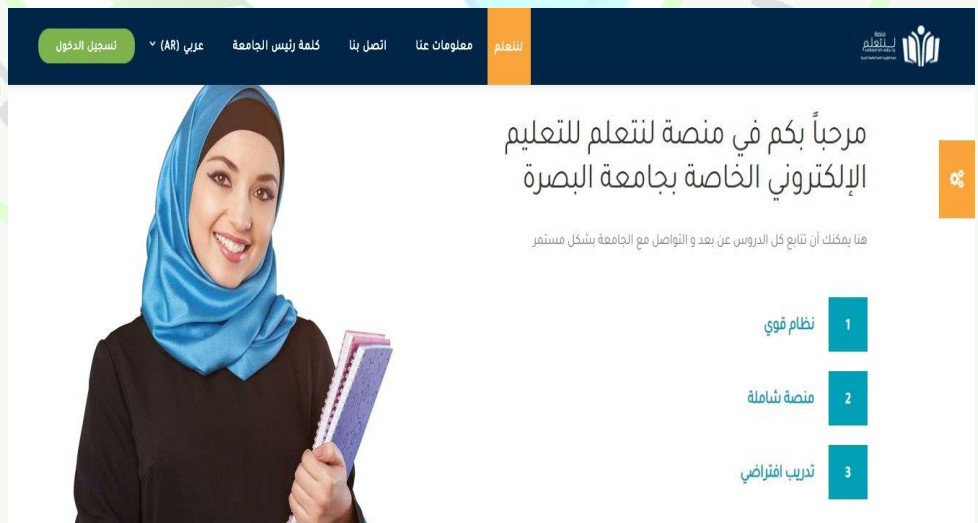 منصة
لنتعلم
لنتعلم
معلومات عنا
اتصل بنا
كلمة رئيس الجامعة
عربي (AR)
تسجيل الدخول
مرحباً بكم في منصة لنتعلم للتعليم
الإلكتروني الخاصة بجامعة البصرة
هنا يمكنك أن تتابع كل الدروس عن بعد و التواصل مع الجامعة بشكل مستمر
1 نظام قوي
2 منصة شاملة
3 تدريب افتراضي